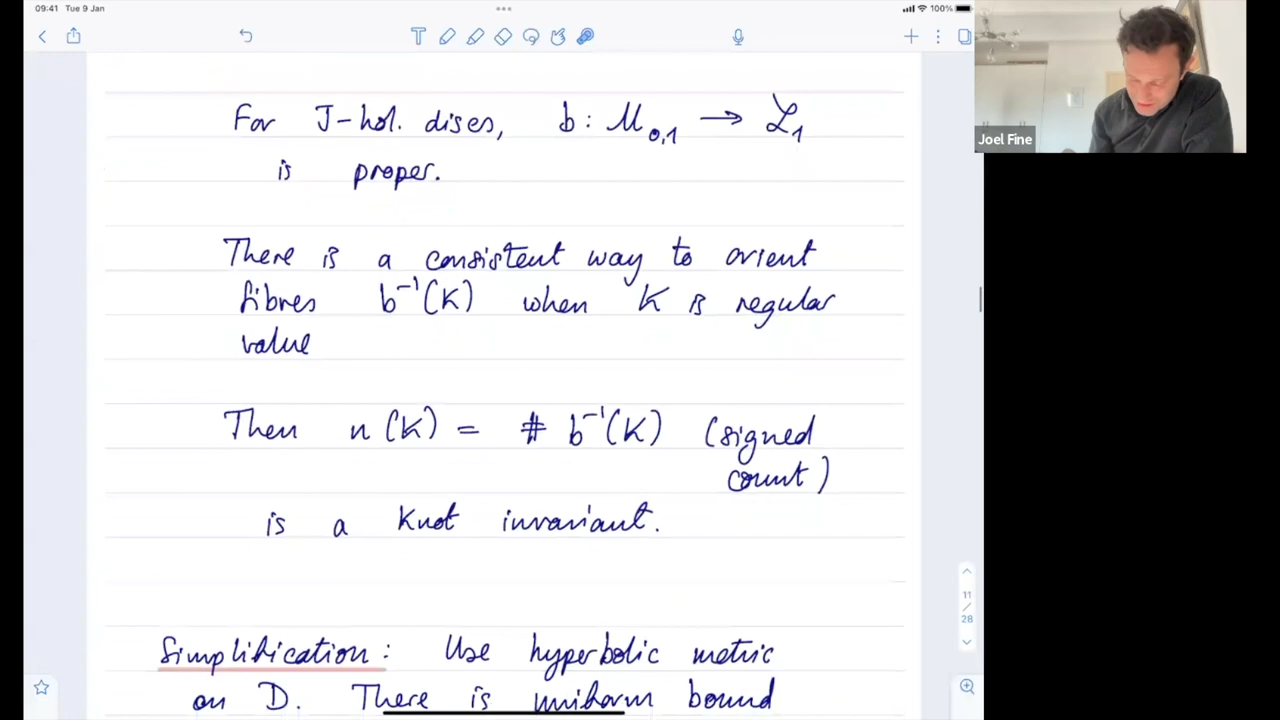 09:41 Tue 9 Jan
100%
Joel Fine
For J-hol. discs, b : M₀,₁ → L₁
is proper.
There is a consistent way to orient
fibres b⁻¹(K) when K is regular
value
Then n(K) = # b⁻¹(K) (signed
count)
is a knot invariant.
11
/
28
Simplification: Use hyperbolic metric
on D. There is uniform bound